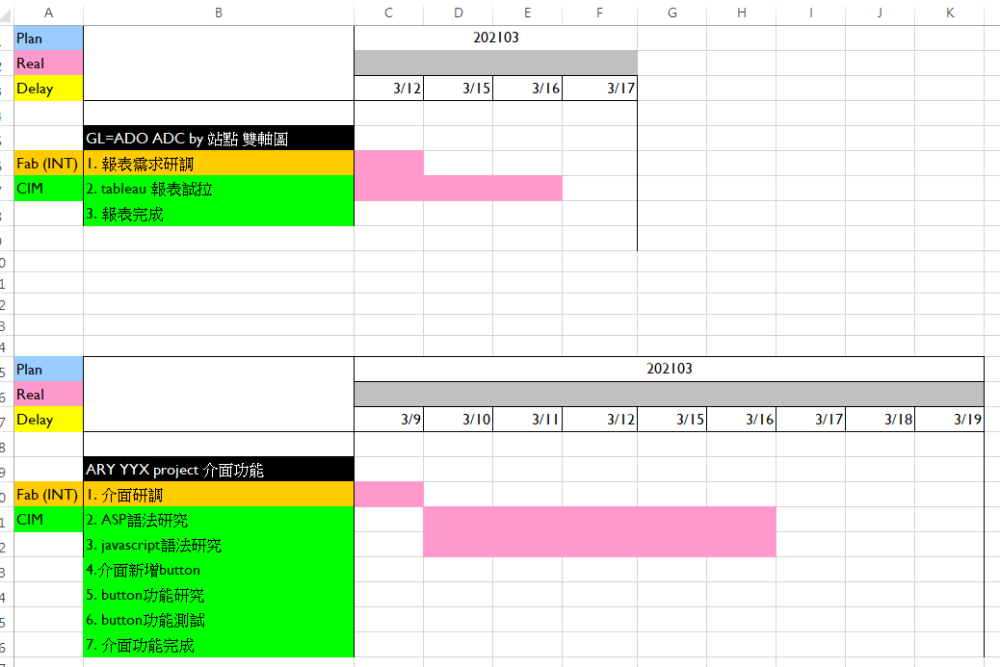 A B C D E F G H I J K
Plan 202103
Real
Delay 3/12 3/15 3/16 3/17
GL=ADO ADC by 站點 雙軸圖
Fab (INT) 1. 報表需求研調
CIM 2. tableau 報表試拉
3. 報表完成
Plan 202103
Real
Delay 3/9 3/10 3/11 3/12 3/15 3/16 3/17 3/18 3/19
ARY YYX project 介面功能
Fab (INT) 1. 介面研調
CIM 2. ASP語法研究
3. javascript語法研究
4.介面新增button
5. button功能研究
6. button功能測試
7. 介面功能完成